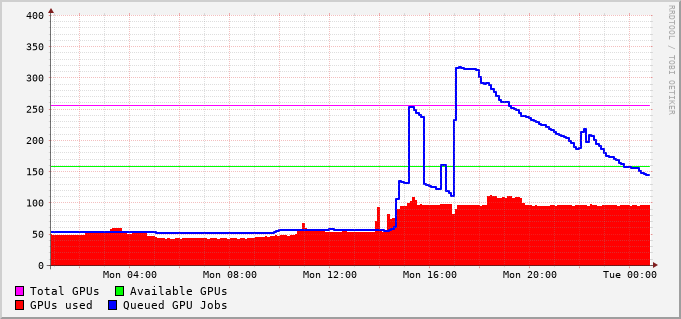 400
350
300
250
200
150
100
50
0
Mon 04:00 Mon 08:00 Mon 12:00 Mon 16:00 Mon 20:00 Tue 00:00
Total GPUs Available GPUs
GPUs used Queued GPU Jobs
RRDTOOL / TOBI OETIKER